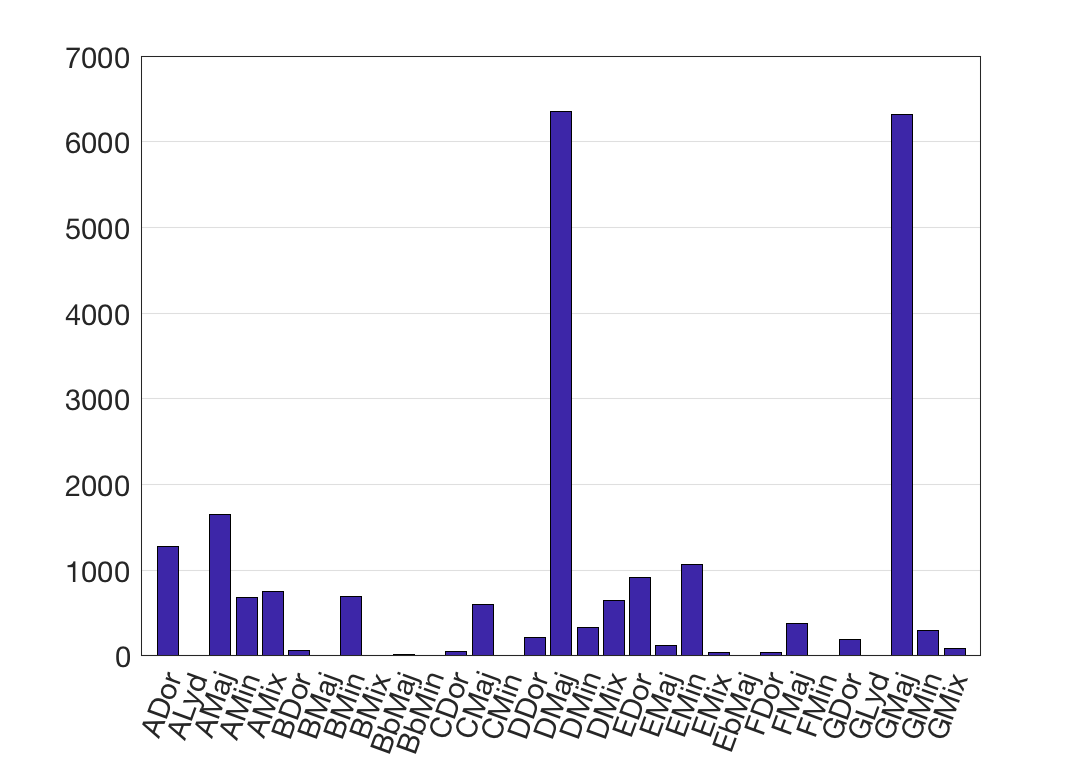 7000
6000
5000
4000
3000
2000
1000
0
ADor
ALyd
AMaj
AMin
AMix
BDor
BMaj
BMin
BMix
BbMaj
BbMin
CDor
CMaj
CMin
DDor
DMaj
DMin
DMix
EDor
EMaj
EMin
EMix
EbMaj
FDor
FMaj
FMin
GDor
GLyd
GMaj
GMin
GMix